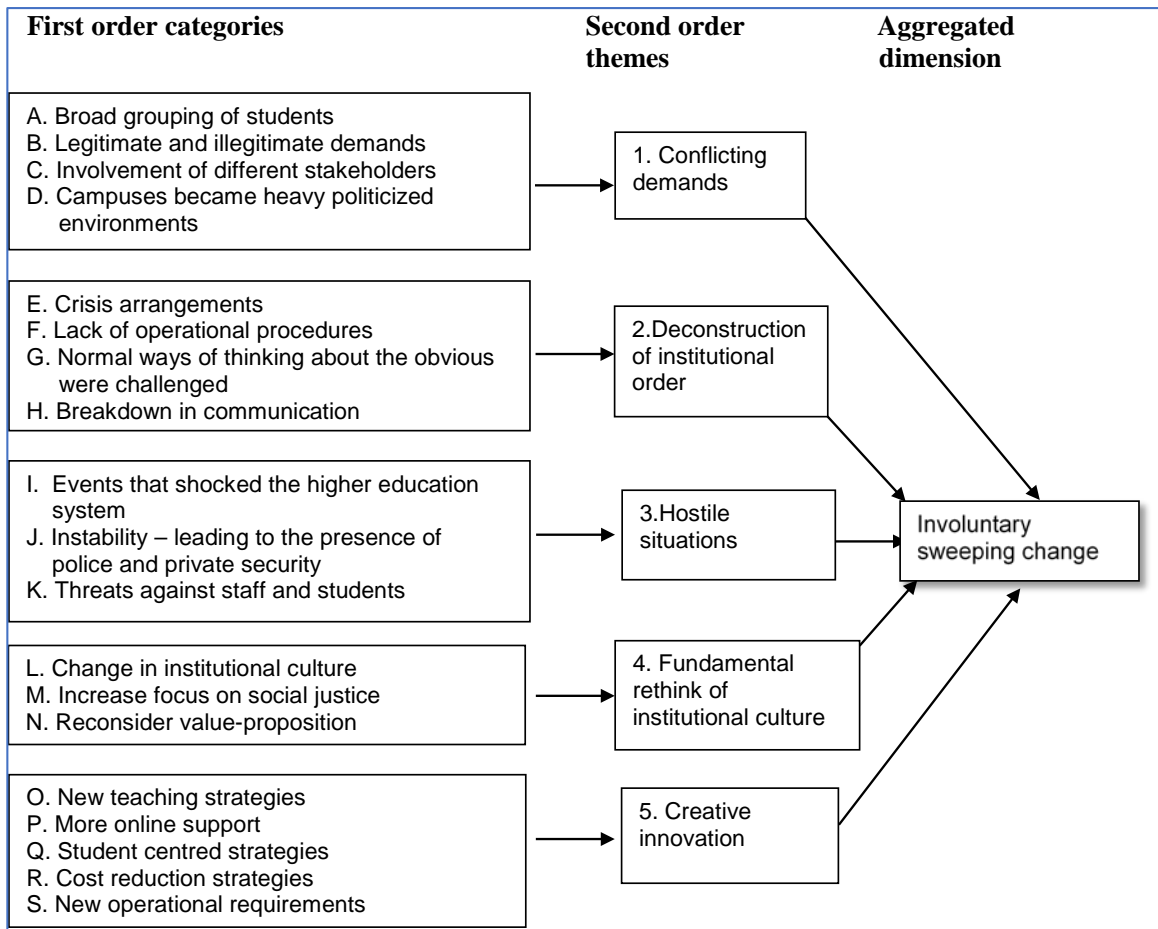 First order categories
Second order
themes
Aggregated
dimension
A. Broad grouping of students
B. Legitimate and illegitimate demands
C. Involvement of different stakeholders
D. Campuses became heavy politicized
environments
1. Conflicting
demands
E. Crisis arrangements
F. Lack of operational procedures
G. Normal ways of thinking about the obvious
were challenged
H. Breakdown in communication
2.Deconstruction
of institutional
order
I. Events that shocked the higher education
system
J. Instability – leading to the presence of
police and private security
K. Threats against staff and students
3.Hostile
situations
Involuntary
sweeping change
L. Change in institutional culture
M. Increase focus on social justice
N. Reconsider value-proposition
4. Fundamental
rethink of
institutional culture
O. New teaching strategies
P. More online support
Q. Student centred strategies
R. Cost reduction strategies
S. New operational requirements
5. Creative
innovation